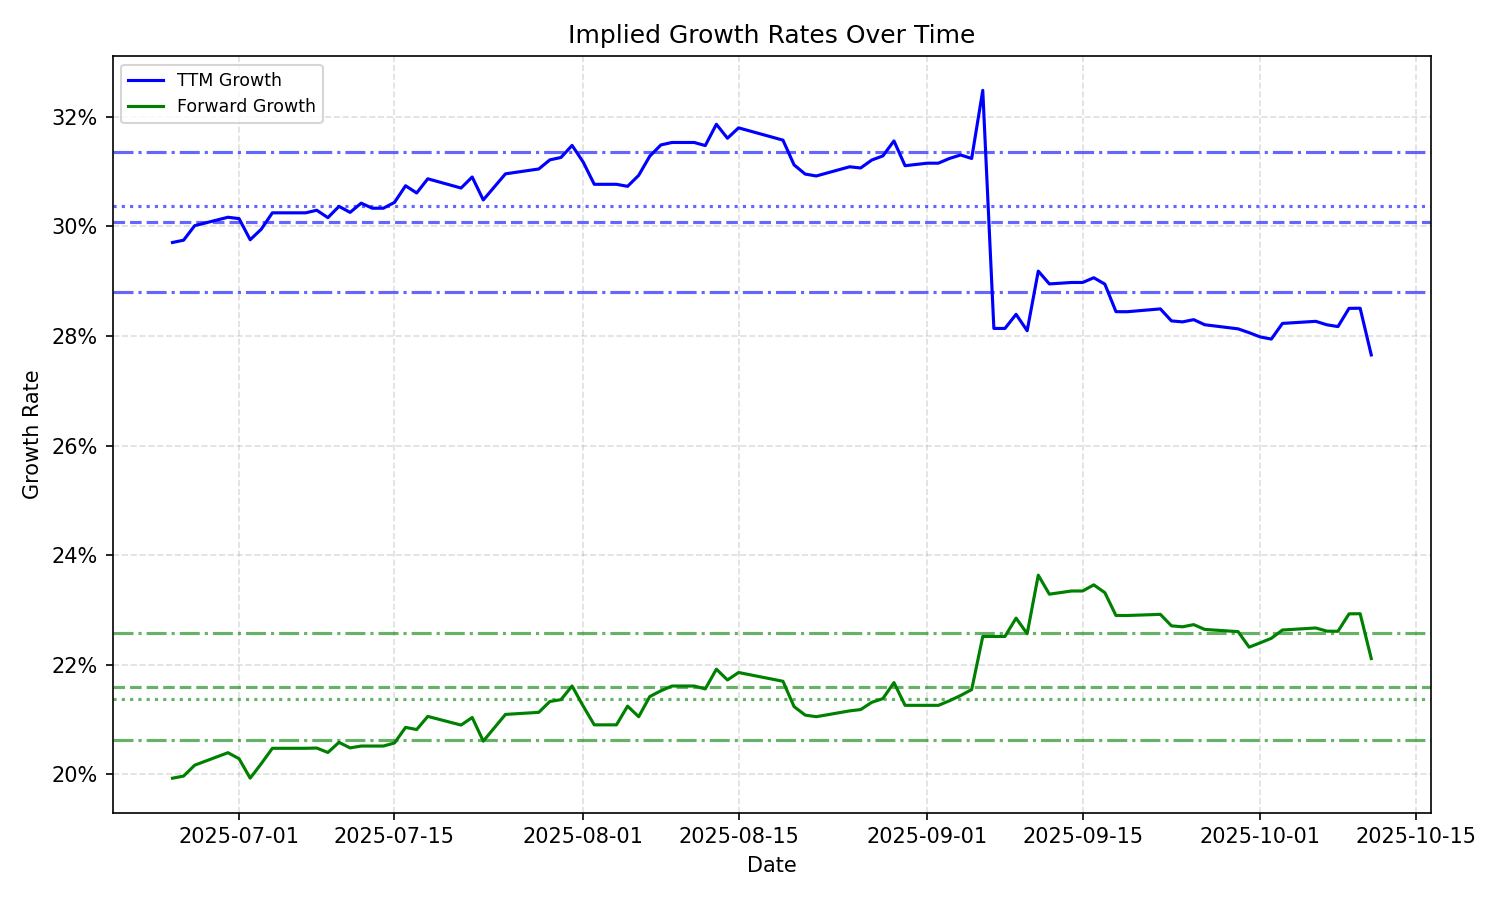 Implied Growth Rates Over Time
TTM Growth
Forward Growth
32%
30%
28%
26%
24%
22%
20%
Growth Rate
2025-07-01 2025-07-15 2025-08-01 2025-08-15 2025-09-01 2025-09-15 2025-10-01 2025-10-15
Date